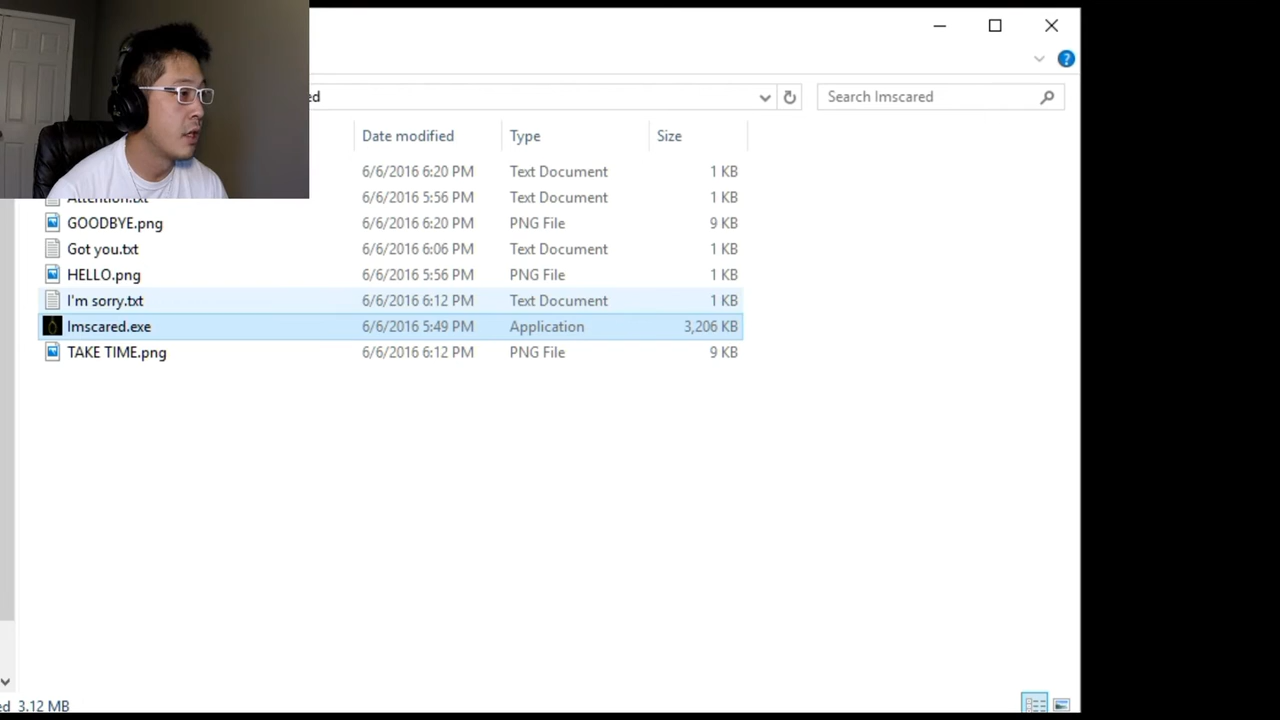 ed
Search Imscared
Date modified Type Size
6/6/2016 6:20 PM Text Document 1 KB
Attention.txt 6/6/2016 5:56 PM Text Document 1 KB
GOODBYE.png 6/6/2016 6:20 PM PNG File 9 KB
Got you.txt 6/6/2016 6:06 PM Text Document 1 KB
HELLO.png 6/6/2016 5:56 PM PNG File 1 KB
I'm sorry.txt 6/6/2016 6:12 PM Text Document 1 KB
Imscared.exe 6/6/2016 5:49 PM Application 3,206 KB
TAKE TIME.png 6/6/2016 6:12 PM PNG File 9 KB
ed 3.12 MB